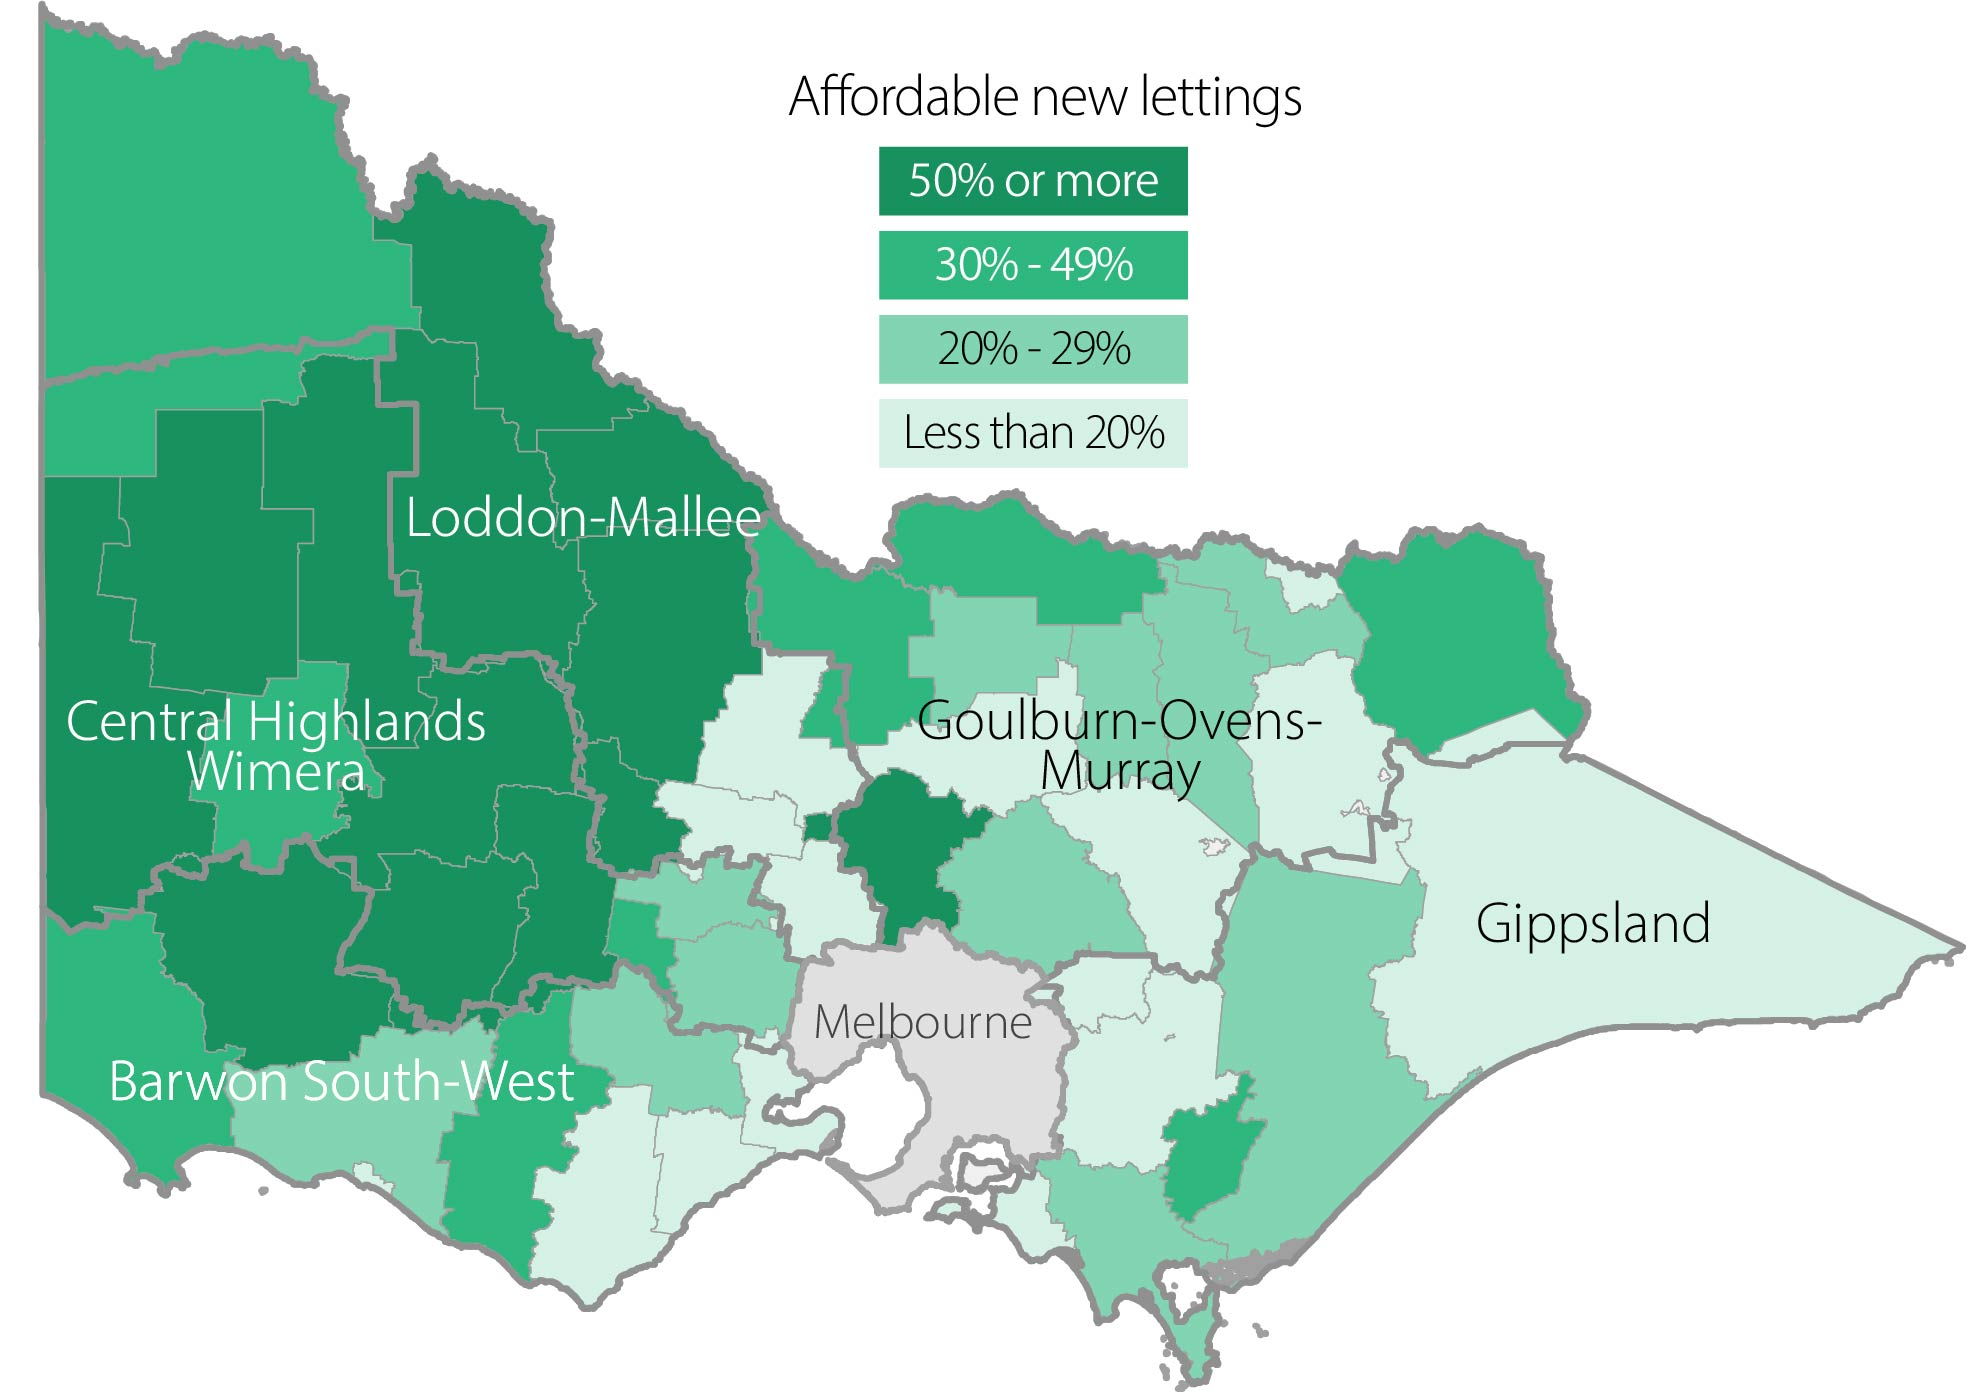 Affordable new lettings
50% or more
30% - 49%
20% - 29%
Less than 20%
Loddon-Mallee
Central Highlands
Wimera
Goulburn-Ovens-
Murray
Gippsland
Melbourne
Barwon South-West